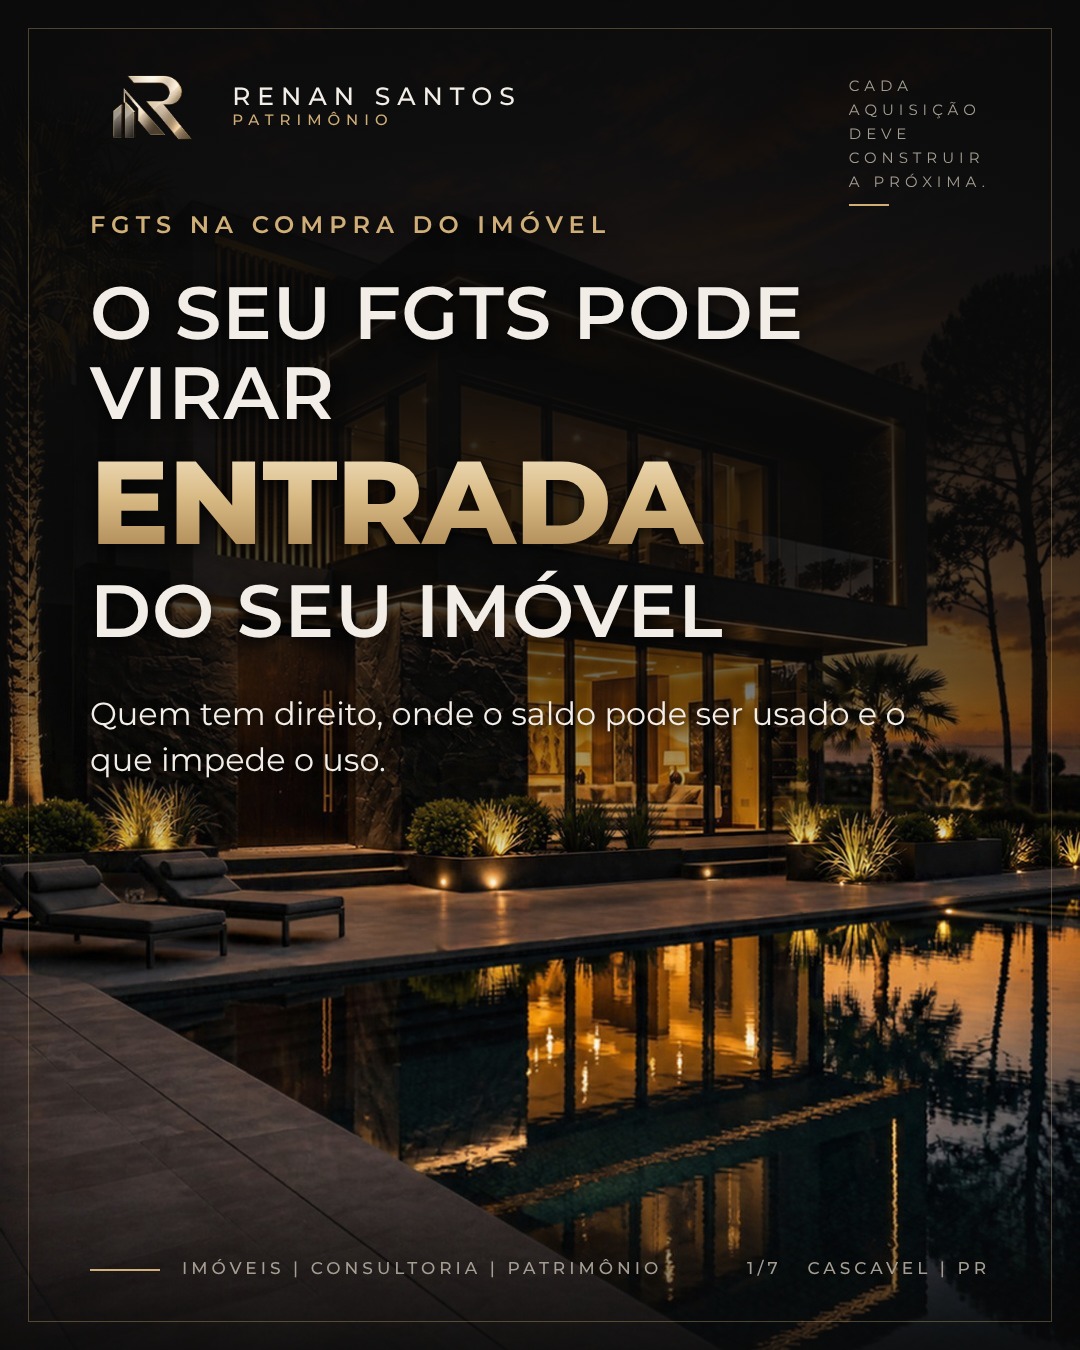 RENAN SANTOS
PATRIMÔNIO
CADA
AQUISIÇÃO
DEVE
CONSTRUIR
A PRÓXIMA.
FGTS NA COMPRA DO IMÓVEL
O SEU FGTS PODE
VIRAR
ENTRADA
DO SEU IMÓVEL
Quem tem direito, onde o saldo pode ser usado e o
que impede o uso.
IMÓVEIS | CONSULTORIA | PATRIMÔNIO
1/7 CASCAVEL | PR